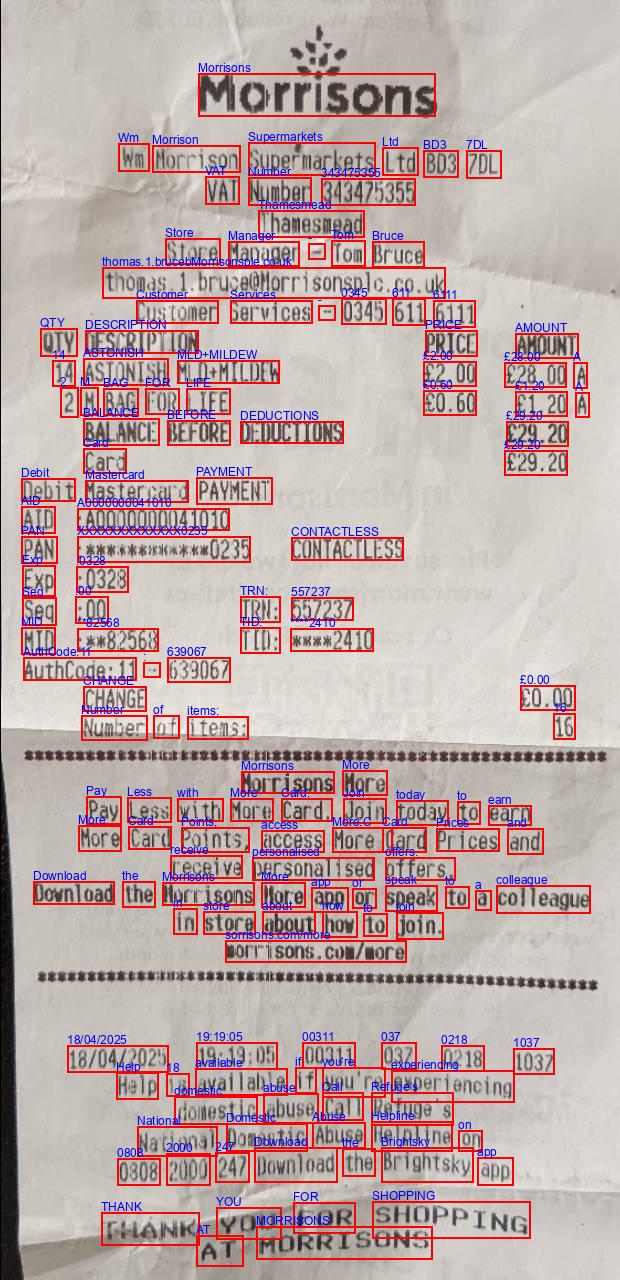 Morrisons
Wm Morrison Supermarkets Ltd BD3 7DL
VAT Number 343475355
Thamesmead
Store Manager - Tom Bruce
thomas.1.bruce@Morrisonsplc.co.uk
Customer Services - 0345 611 6111
QTY DESCRIPTION PRICE AMOUNT
14 ASTONISH MLD+MILDEW £2.00 £28.00 A
2 M BAG FOR LIFE £0.60 £1.20 A
BALANCE BEFORE DEDUCTIONS £29.20
Card £29.20
Debit Mastercard PAYMENT
AID :A0000000041010
PAN :************0235 CONTACTLESS
Exp :0328
Seq :00 TRN: 557237
MID :**82568 TID: ****2410
AuthCode:11 : 639067
CHANGE £0.00
Number of items: 16
Morrisons More
Pay Less with More Card. Join today to earn
More Card Points, access More Card Prices and
receive personalised offers.
Download the Morrisons More app or speak to a colleague
in store about how to join.
morrisons.com/more
18/04/2025 19:19:05 00311 037 0218 1037
Help is available if you're experiencing
domestic abuse Call Refuge's
National Domestic Abuse Helpline on
0808 2000 247 Download the Brightsky app
THANK YOU FOR SHOPPING
AT MORRISONS